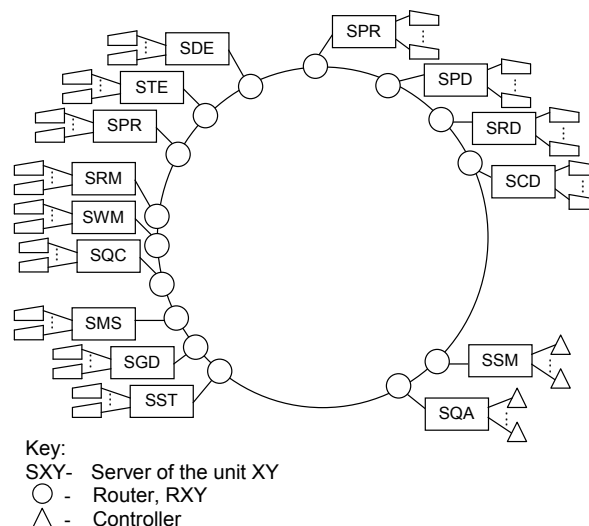 SPR
SDE
SPD
STE
SPR
SRD
SRM
SCD
SWM
SQC
SMS
SGD
SSM
SST
SQA
Key:
SXY- Server of the unit XY
- Router, RXY
- Controller